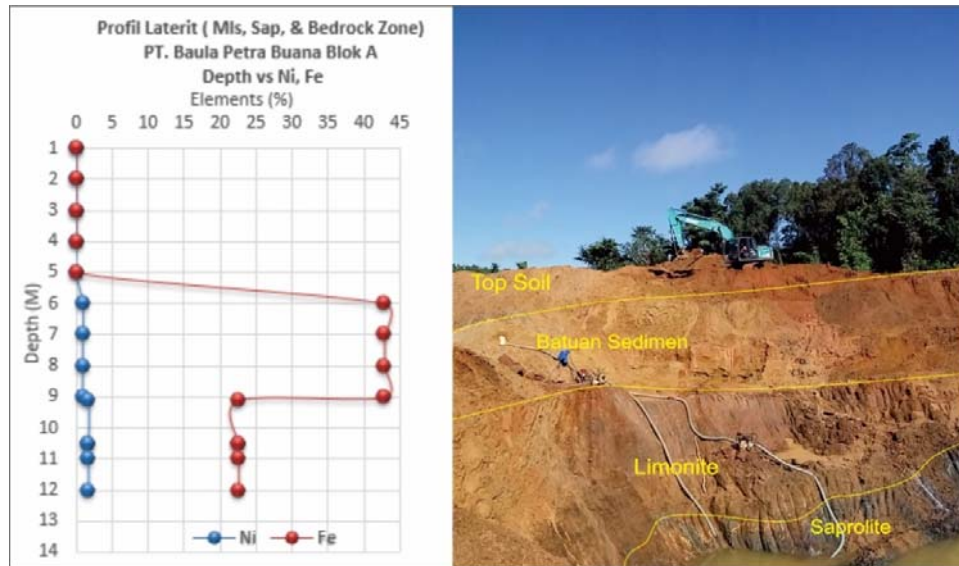 Profil Laterit ( Mls, Sap, & Bedrock Zone)
PT. Baula Petra Buana Blok A
Depth vs Ni, Fe
Elements (%)
0 5 10 15 20 25 30 35 40 45
Depth (M)
1
2
3
4
5
6
7
8
9
10
11
12
13
14
Ni Fe
Top Soil
Batuan Sedimen
Limonite
Saprolite